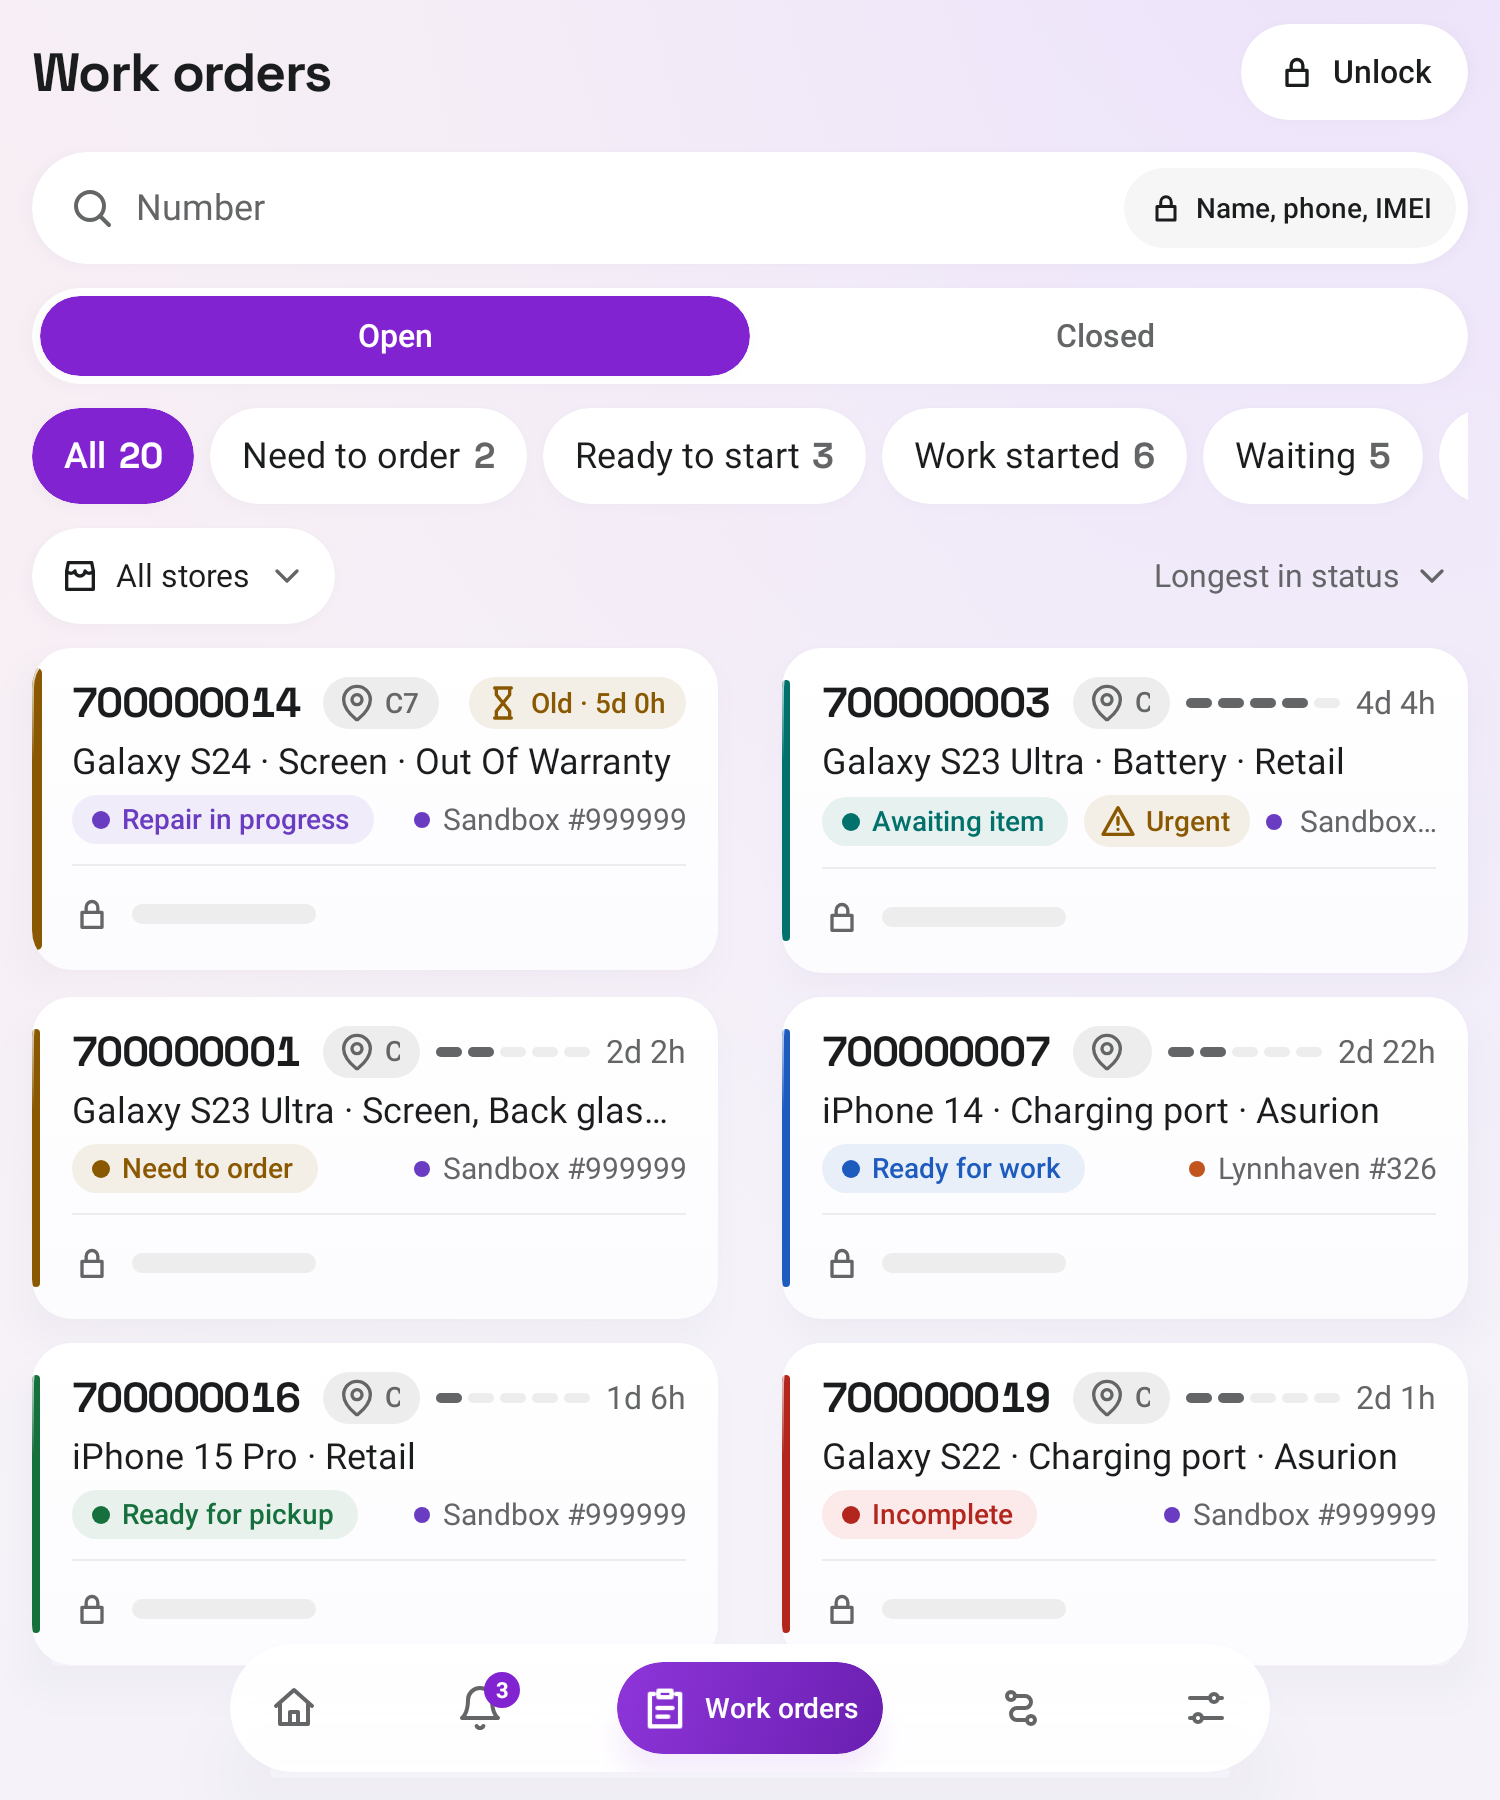 Work orders
Unlock
Number
Name, phone, IMEI
Open
Closed
All 20
Need to order 2
Ready to start 3
Work started 6
Waiting 5
All stores
Longest in status
700000014
C7
Old · 5d 0h
Galaxy S24 · Screen · Out Of Warranty
Repair in progress
Sandbox #999999
700000003
C
4d 4h
Galaxy S23 Ultra · Battery · Retail
Awaiting item
Urgent
Sandbox...
700000001
C
2d 2h
Galaxy S23 Ultra · Screen, Back glas...
Need to order
Sandbox #999999
700000007
2d 22h
iPhone 14 · Charging port · Asurion
Ready for work
Lynnhaven #326
700000016
C
1d 6h
iPhone 15 Pro · Retail
Ready for pickup
Sandbox #999999
700000019
C
2d 1h
Galaxy S22 · Charging port · Asurion
Incomplete
Sandbox #999999
3
Work orders